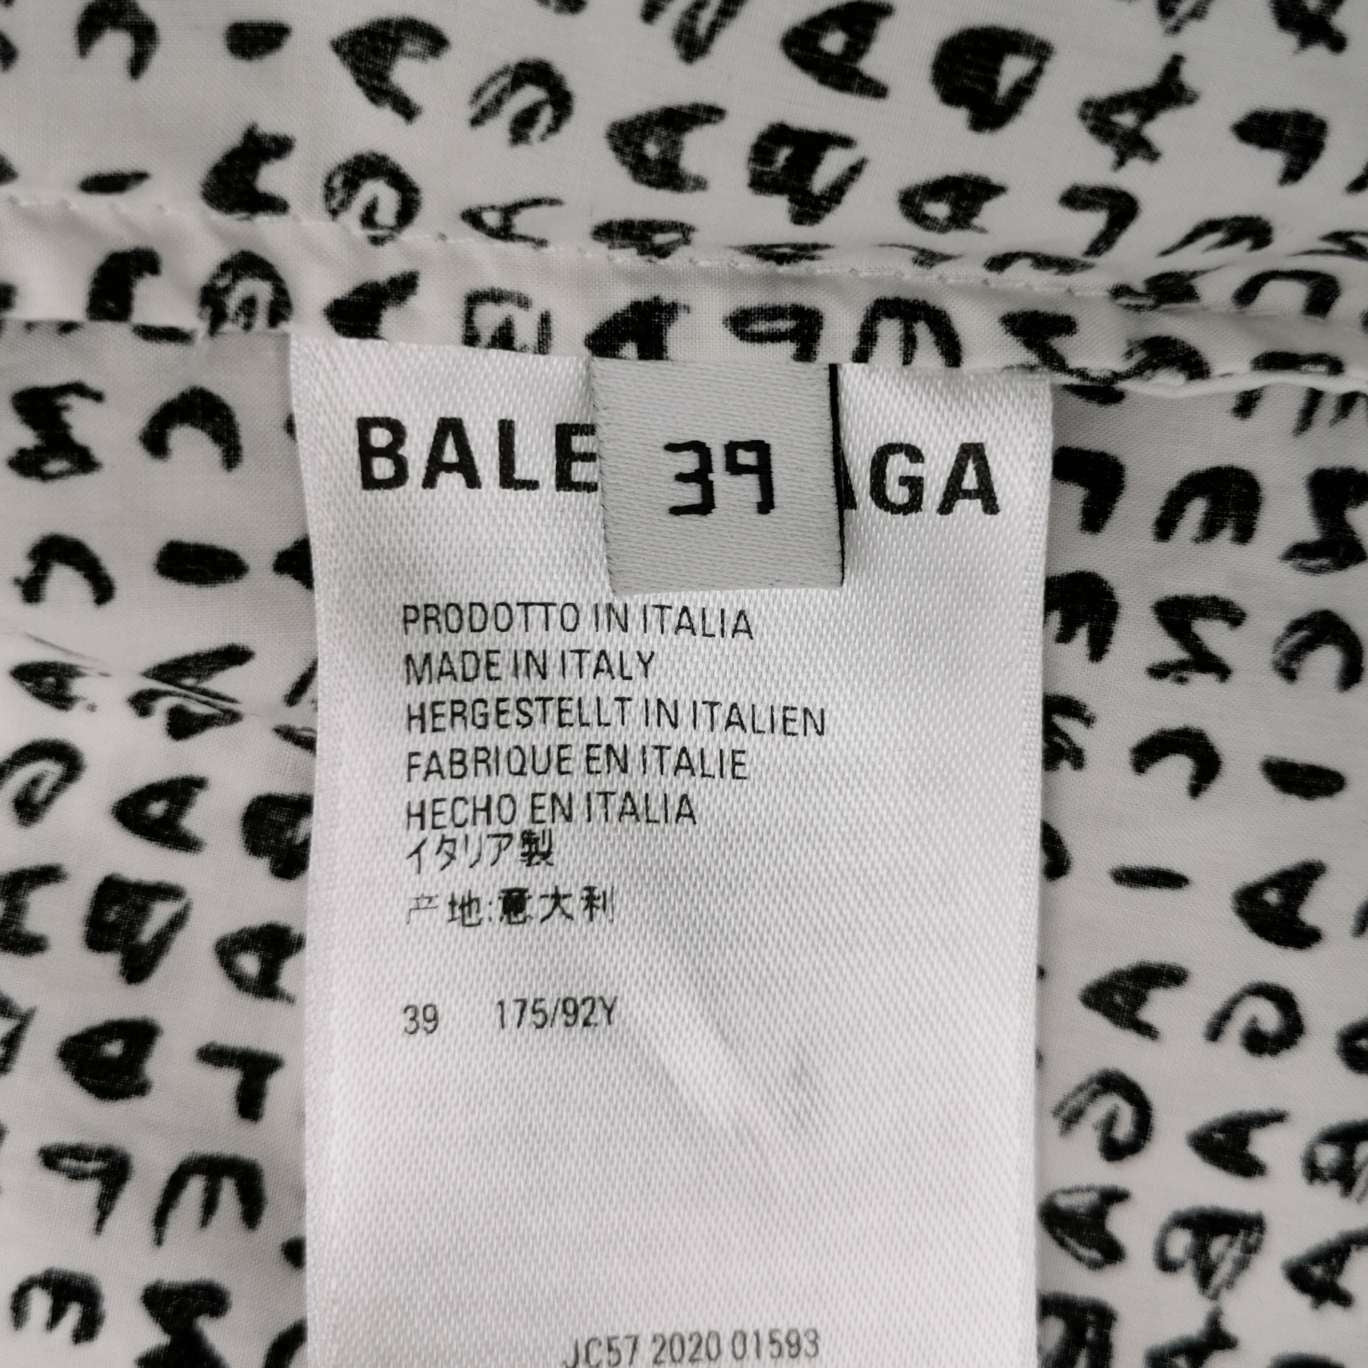 BALE AGA
39
PRODOTTO IN ITALIA
MADE IN ITALY
HERGESTELLT IN ITALIEN
FABRIQUE EN ITALIE
HECHO EN ITALIA
イタリア製
产地:意大利
39 175/92Y
JC57 2020 01593